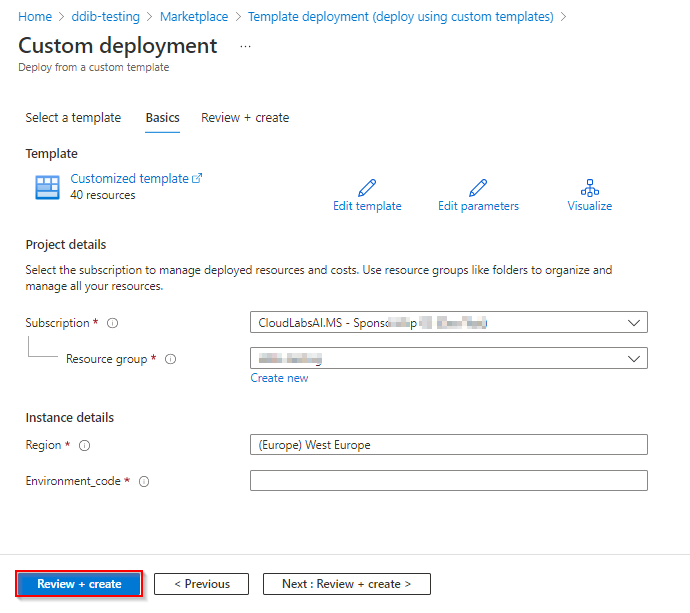 Home > ddib-testing > Marketplace > Template deployment (deploy using custom templates) >
Custom deployment ...
Deploy from a custom template
Select a template Basics Review + create
Template
Customized template
40 resources
Edit template Edit parameters Visualize
Project details
Select the subscription to manage deployed resources and costs. Use resource groups like folders to organize and
manage all your resources.
Subscription * CloudLabsAI.MS - Spons
Resource group *
Create new
Instance details
Region * (Europe) West Europe
Environment_code *
Review + create < Previous Next : Review + create >